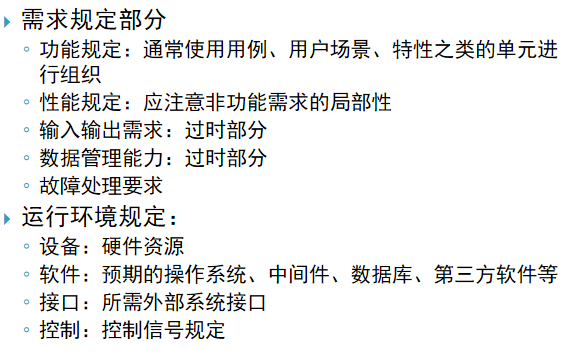 需求规定部分
功能规定：通常使用用例、用户场景、特性之类的单元进
行组织
性能规定：应注意非功能需求的局部性
输入输出需求：过时部分
数据管理能力：过时部分
故障处理要求
运行环境规定：
设备：硬件资源
软件：预期的操作系统、中间件、数据库、第三方软件等
接口：所需外部系统接口
控制：控制信号规定